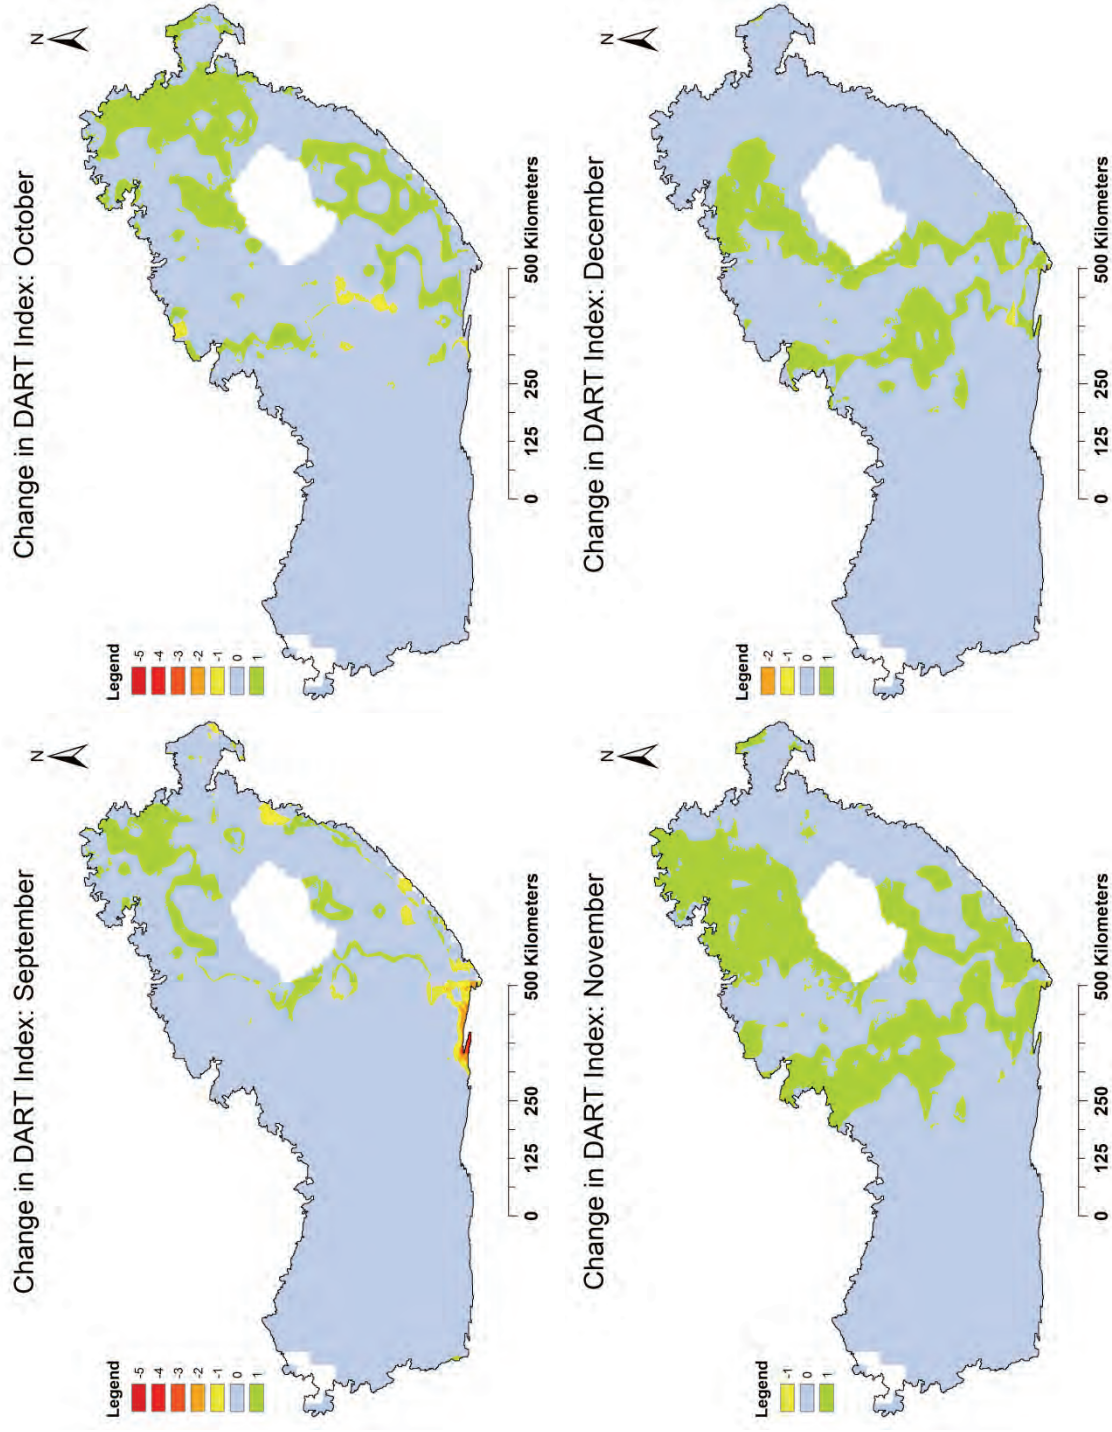 Change in DART Index: September
N
Legend
-5
-4
-3
-2
-1
0
1
0 125 250 500 Kilometers
Change in DART Index: October
N
Legend
-5
-4
-3
-2
-1
0
1
0 125 250 500 Kilometers
Change in DART Index: November
N
Legend
-1
0
1
0 125 250 500 Kilometers
Change in DART Index: December
N
Legend
-2
-1
0
1
0 125 250 500 Kilometers